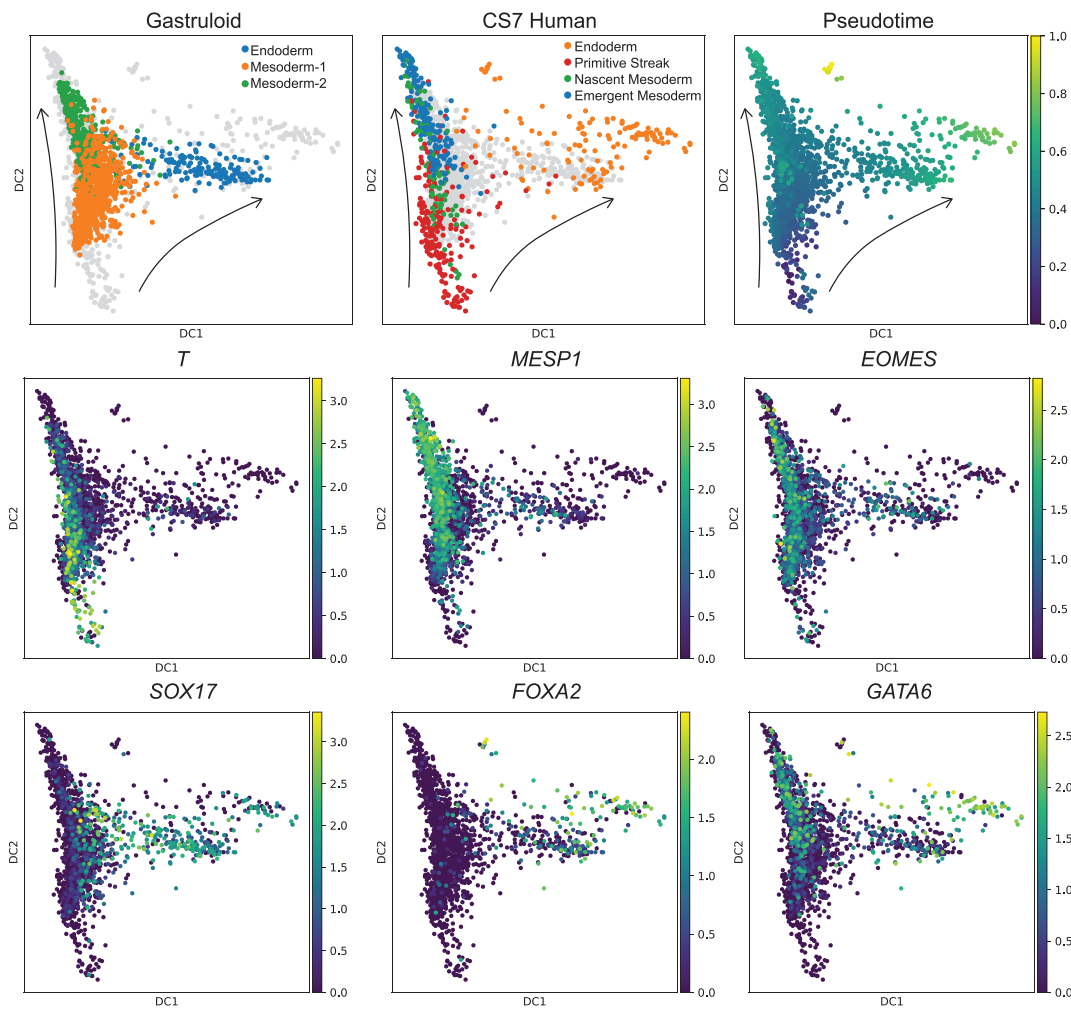 Gastruloid
CS7 Human
Pseudotime
Endoderm
Mesoderm-1
Mesoderm-2
DC2
DC1
Endoderm
Primitive Streak
Nascent Mesoderm
Emergent Mesoderm
DC2
DC1
1.0
0.8
0.6
0.4
0.2
0.0
DC2
DC1
T
MESP1
EOMES
3.0
2.5
2.0
1.5
1.0
0.5
0.0
DC2
DC1
3.0
2.5
2.0
1.5
1.0
0.5
0.0
DC2
DC1
2.5
2.0
1.5
1.0
0.5
0.0
DC2
DC1
SOX17
FOXA2
GATA6
3.0
2.5
2.0
1.5
1.0
0.5
0.0
DC2
DC1
2.0
1.5
1.0
0.5
0.0
DC2
DC1
2.5
2.0
1.5
1.0
0.5
0.0
DC2
DC1